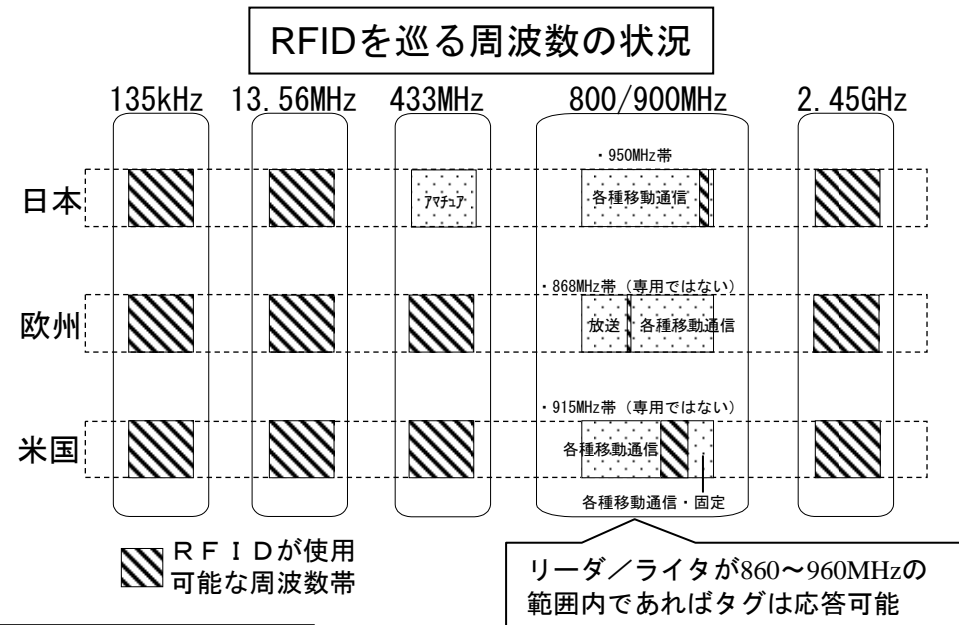 RFIDを巡る周波数の状況
135kHz 13.56MHz 433MHz 800/900MHz 2.45GHz
・950MHz帯
日本 アマチュア 各種移動通信
・868MHz帯（専用ではない）
欧州 放送 各種移動通信
・915MHz帯（専用ではない）
米国 各種移動通信
各種移動通信・固定
ＲＦＩＤが使用
可能な周波数帯
リーダ／ライタが860～960MHzの
範囲内であればタグは応答可能